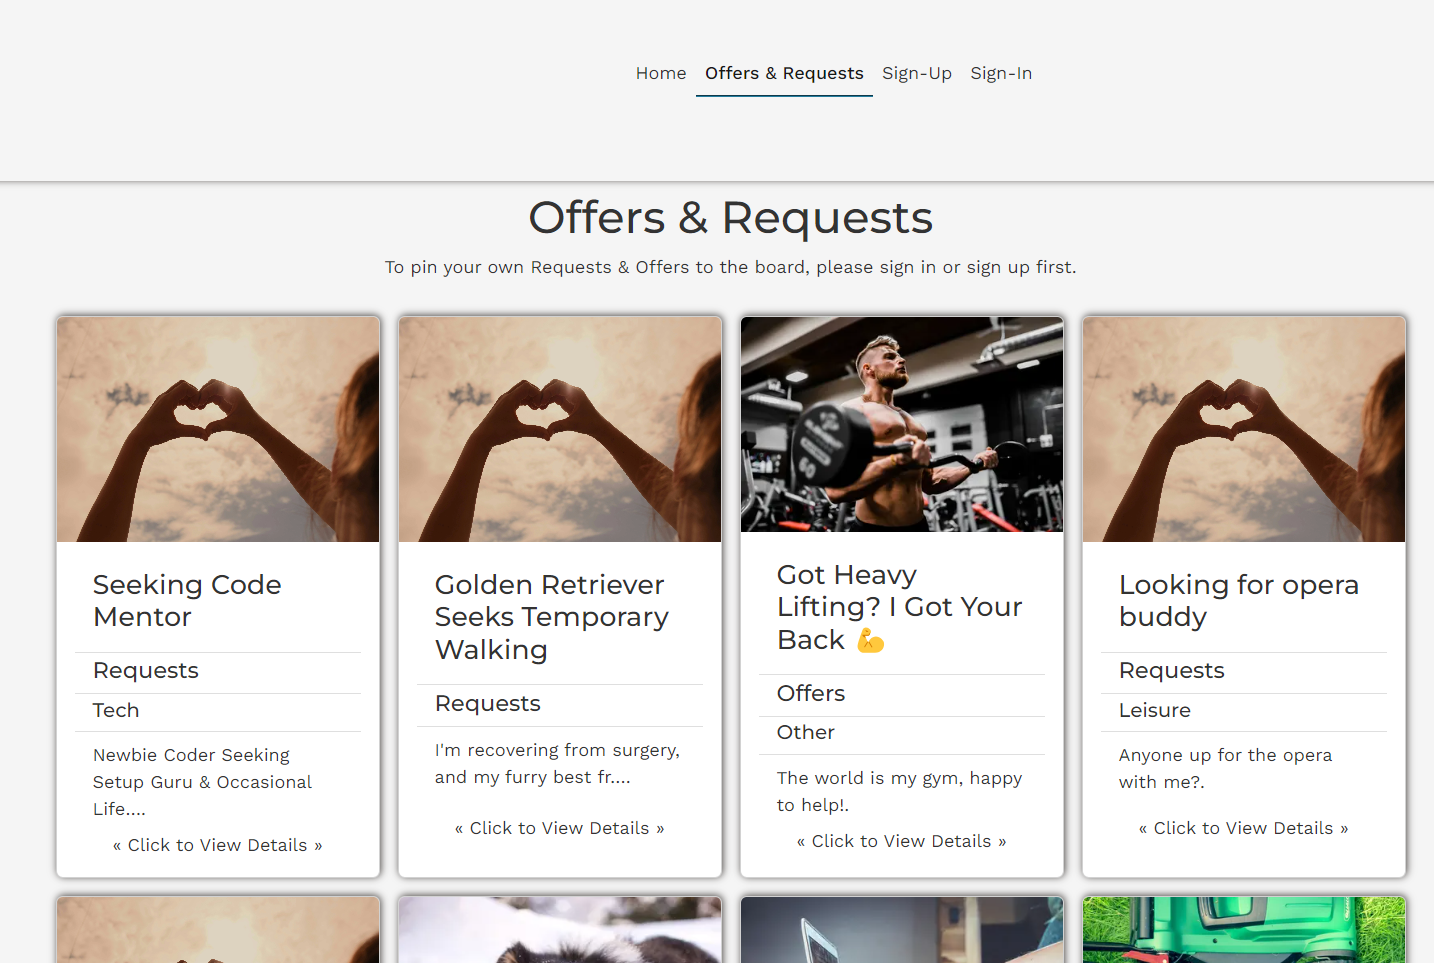 Home Offers & Requests Sign-Up Sign-In
Offers & Requests
To pin your own Requests & Offers to the board, please sign in or sign up first.
Seeking Code
Mentor
Requests
Tech
Newbie Coder Seeking
Setup Guru & Occasional
Life....
« Click to View Details »
Golden Retriever
Seeks Temporary
Walking
Requests
I'm recovering from surgery,
and my furry best fr....
« Click to View Details »
Got Heavy
Lifting? I Got Your
Back 💪
Offers
Other
The world is my gym, happy
to help!.
« Click to View Details »
Looking for opera
buddy
Requests
Leisure
Anyone up for the opera
with me?.
« Click to View Details »